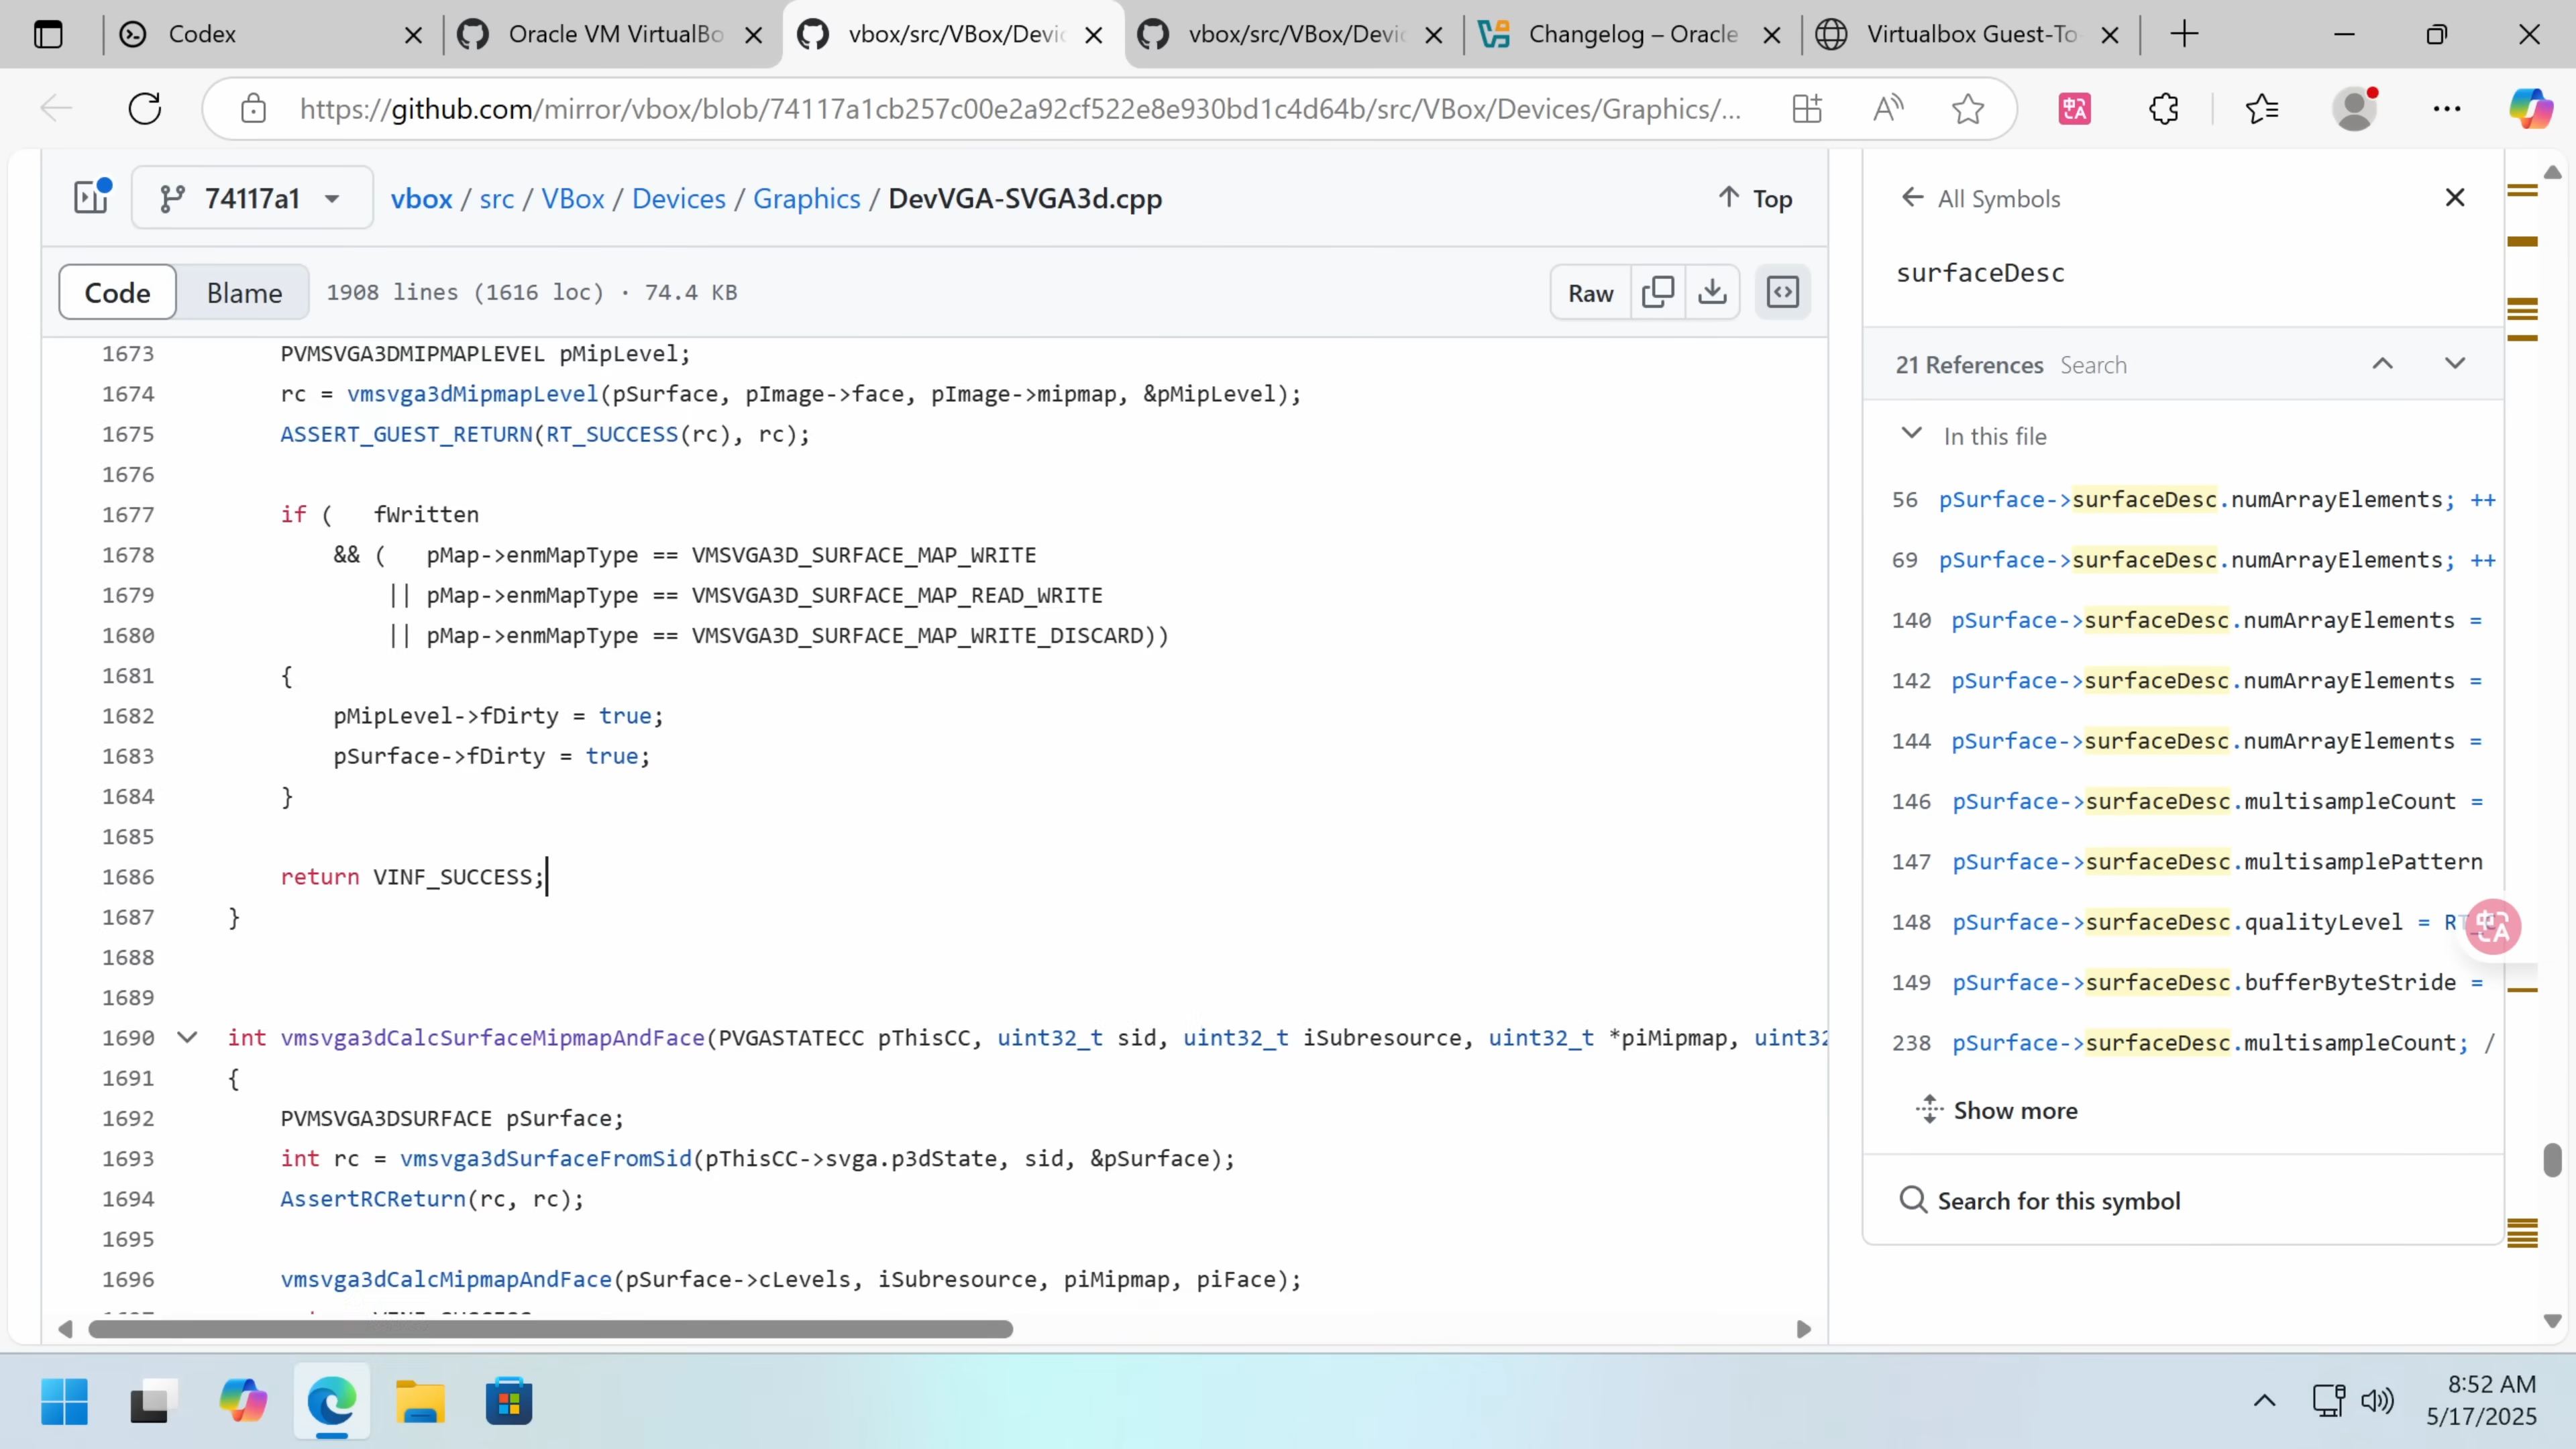 Codex
Oracle VM VirtualBo
vbox/src/VBox/Devic
vbox/src/VBox/Devic
Changelog – Oracle
Virtualbox Guest-To
https://github.com/mirror/vbox/blob/74117a1cb257c00e2a92cf522e8e930bd1c4d64b/src/VBox/Devices/Graphics/...
74117a1
vbox / src / VBox / Devices / Graphics / DevVGA-SVGA3d.cpp
Top
Code
Blame
1908 lines (1616 loc) · 74.4 KB
Raw
1673 PVMSVGA3DMIPMAPLEVEL pMipLevel;
1674 rc = vmsvga3dMipmapLevel(pSurface, pImage->face, pImage->mipmap, &pMipLevel);
1675 ASSERT_GUEST_RETURN(RT_SUCCESS(rc), rc);
1676
1677 if (   fWritten
1678 && (   pMap->enmMapType == VMSVGA3D_SURFACE_MAP_WRITE
1679 || pMap->enmMapType == VMSVGA3D_SURFACE_MAP_READ_WRITE
1680 || pMap->enmMapType == VMSVGA3D_SURFACE_MAP_WRITE_DISCARD))
1681 {
1682 pMipLevel->fDirty = true;
1683 pSurface->fDirty = true;
1684 }
1685
1686 return VINF_SUCCESS;
1687 }
1688
1689
1690 int vmsvga3dCalcSurfaceMipmapAndFace(PVGASTATECC pThisCC, uint32_t sid, uint32_t iSubresource, uint32_t *piMipmap, uint32
1691 {
1692 PVMSVGA3DSURFACE pSurface;
1693 int rc = vmsvga3dSurfaceFromSid(pThisCC->svga.p3dState, sid, &pSurface);
1694 AssertRCReturn(rc, rc);
1695
1696 vmsvga3dCalcMipmapAndFace(pSurface->cLevels, iSubresource, piMipmap, piFace);
All Symbols
surfaceDesc
21 References Search
In this file
56 pSurface->surfaceDesc.numArrayElements; ++
69 pSurface->surfaceDesc.numArrayElements; ++
140 pSurface->surfaceDesc.numArrayElements =
142 pSurface->surfaceDesc.numArrayElements =
144 pSurface->surfaceDesc.numArrayElements =
146 pSurface->surfaceDesc.multisampleCount =
147 pSurface->surfaceDesc.multisamplePattern
148 pSurface->surfaceDesc.qualityLevel = R
149 pSurface->surfaceDesc.bufferByteStride =
238 pSurface->surfaceDesc.multisampleCount; /
Show more
Search for this symbol
8:52 AM
5/17/2025